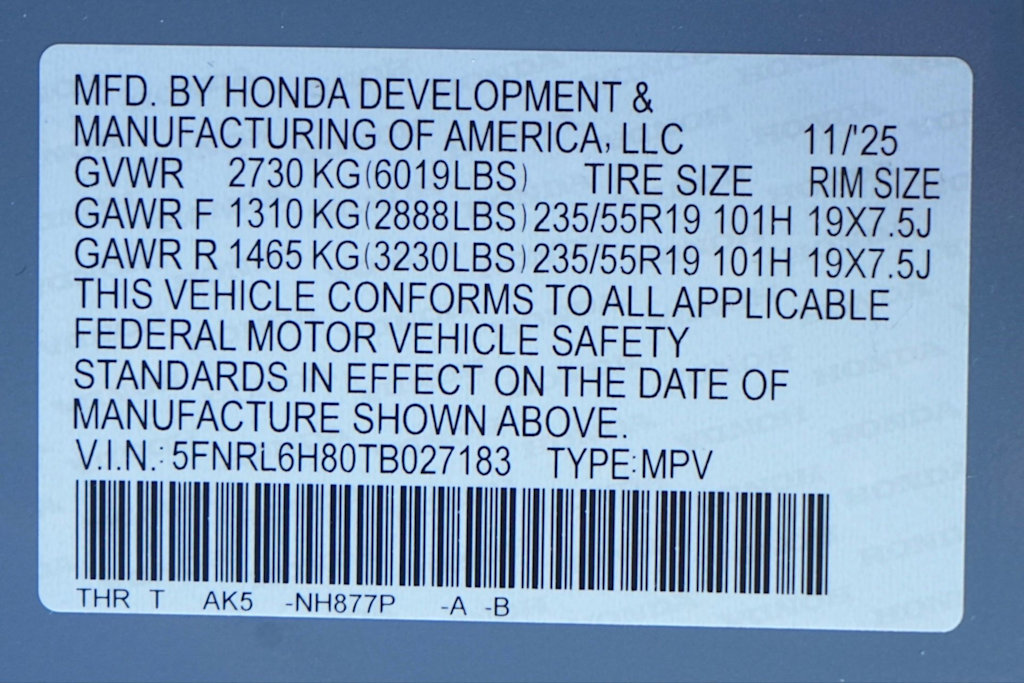 MFD. BY HONDA DEVELOPMENT &
MANUFACTURING OF AMERICA, LLC 11/'25
GVWR 2730 KG(6019LBS) TIRE SIZE RIM SIZE
GAWR F 1310 KG(2888LBS) 235/55R19 101H 19X7.5J
GAWR R 1465 KG(3230LBS) 235/55R19 101H 19X7.5J
THIS VEHICLE CONFORMS TO ALL APPLICABLE
FEDERAL MOTOR VEHICLE SAFETY
STANDARDS IN EFFECT ON THE DATE OF
MANUFACTURE SHOWN ABOVE.
V.I.N.: 5FNRL6H80TB027183 TYPE:MPV
THR T AK5 -NH877P -A -B